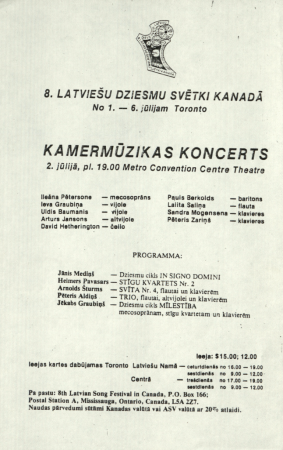 8. LATVIEŠU DZIESMU SVĒTKI KANADĀ
No 1. — 6. jūlijam Toronto
KAMERMŪZIKAS KONCERTS
2. jūlijā, pl. 19.00 Metro Convention Centre Theatre
Ileāna Pētersone — mecosoprāns
Ieva Graubiņa — vijole
Uldis Baumanis — vijole
Arturs Jansons — altvijole
David Hetherington — čello
Pauls Berkolds — baritons
Lalita Saliņa — flauta
Sandra Mogensena — klavieres
Pēteris Zariņš — klavieres
PROGRAMMA:
Jānis Mediņš — Dziesmu cikls IN SIGNO DOMINI
Helmers Pavasars — STĪGU KVARTETS Nr. 2
Arnolds Šturms — SVĪTA Nr. 4, flautai un klavierēm
Pēteris Aldiņš — TRIO, flautai, altvijolei un klavierēm
Jēkabs Graubiņš — Dziesmu cikls MĪLESTĪBA
mecosoprānam, stīgu kvartetam un klavierēm
Ieeja: $15.00; 12.00
Ieejas kartes dabūjamas Toronto Latviešu Namā — ceturtdienās no 16.00 — 19.00
sestdienās no 9.00 — 12.00
Centrā — trešdienās no 17.00 — 19.00
sestdienās no 9.00 — 12.00
Pa pastu: 8th Latvian Song Festival in Canada, P.O. Box 166;
Postal Station A, Mississauga, Ontario, Canada, L5A 2Z7.
Naudas pārvedumi sūtāmi Kanadas valūtā vai ASV valūtā ar 20% atlaidi.